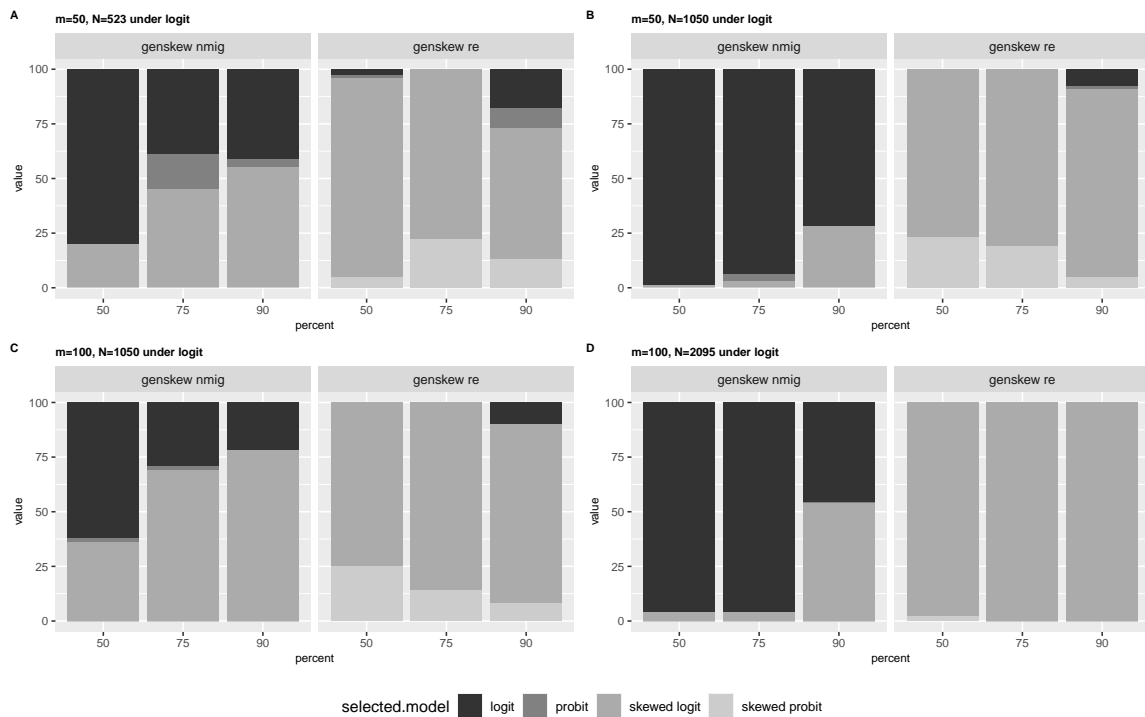 A
m=50, N=523 under logit
genskew nmig
genskew re
100
75
50
25
0
value
50
75
90
50
75
90
percent
B
m=50, N=1050 under logit
genskew nmig
genskew re
100
75
50
25
0
value
50
75
90
50
75
90
percent
C
m=100, N=1050 under logit
genskew nmig
genskew re
100
75
50
25
0
value
50
75
90
50
75
90
percent
D
m=100, N=2095 under logit
genskew nmig
genskew re
100
75
50
25
0
value
50
75
90
50
75
90
percent
selected.model logit probit skewed logit skewed probit